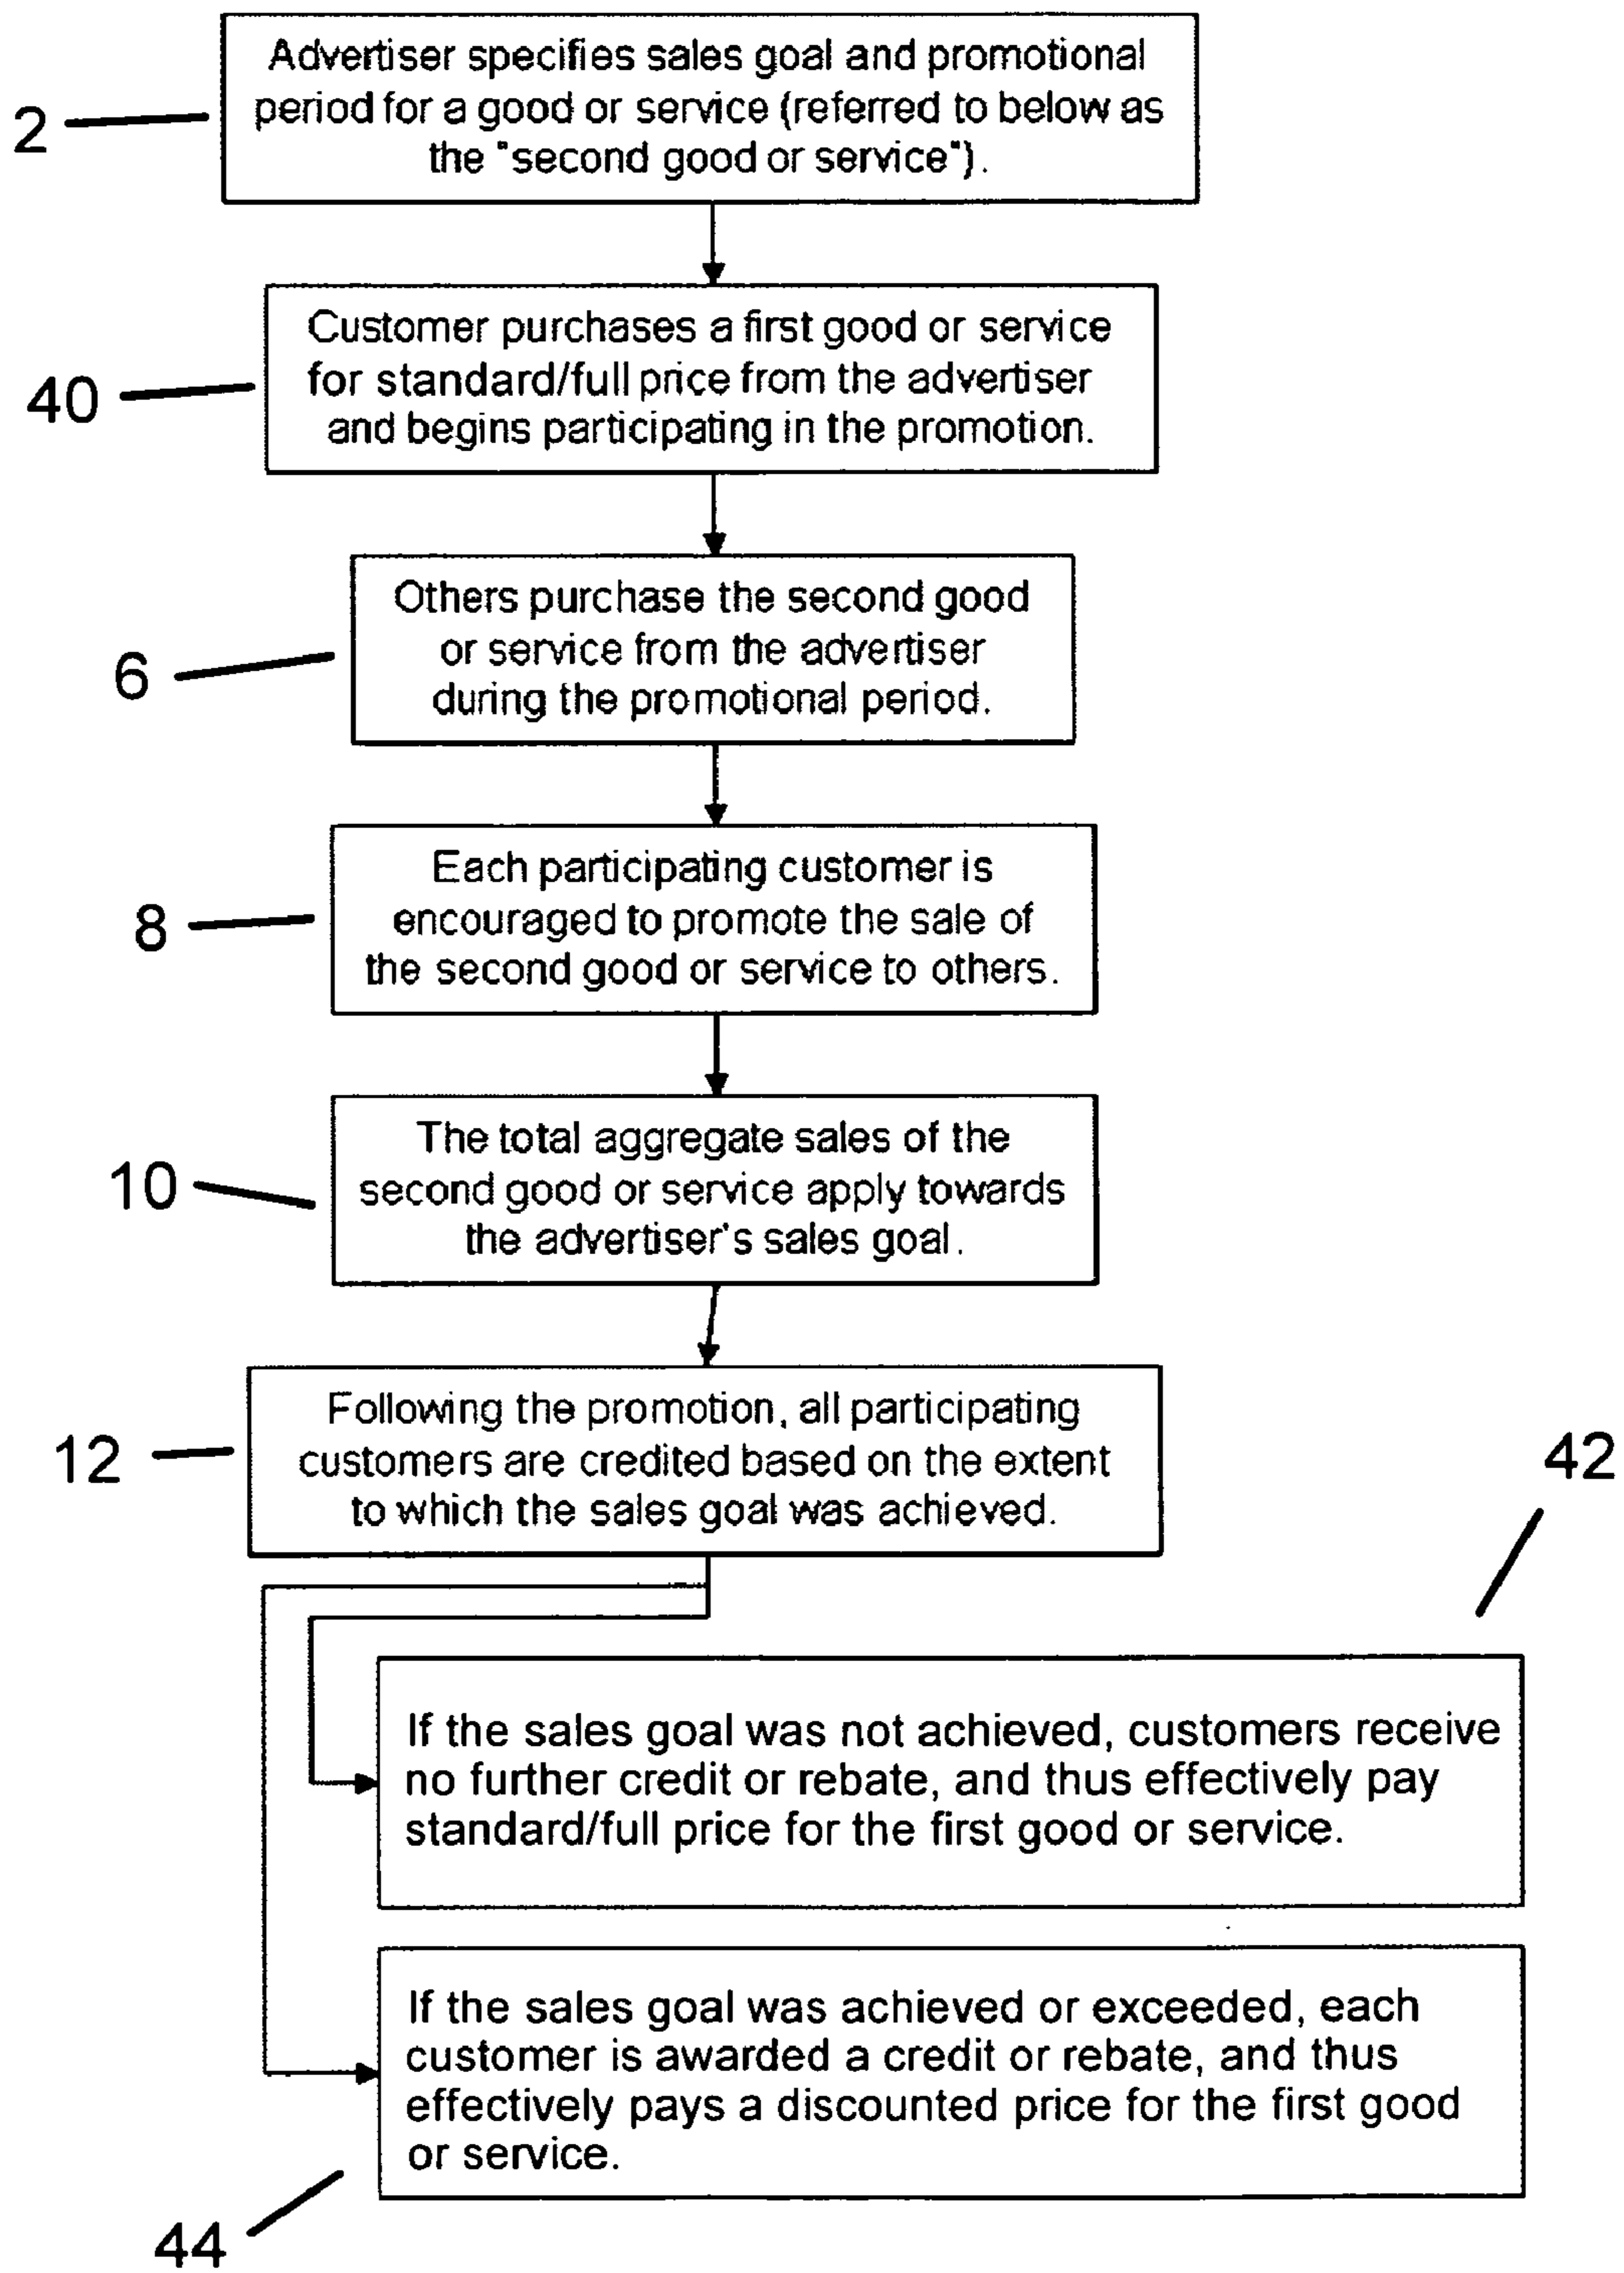 Advertiser specifies sales goal and promotional
period for a good or service (referred to below as
the "second good or service").
2
Customer purchases a first good or service
for standard/full price from the advertiser
and begins participating in the promotion.
40
Others purchase the second good
or service from the advertiser
during the promotional period.
6
Each participating customer is
encouraged to promote the sale of
the second good or service to others.
8
The total aggregate sales of the
second good or service apply towards
the advertiser's sales goal.
10
Following the promotion, all participating
customers are credited based on the extent
to which the sales goal was achieved.
12
42
If the sales goal was not achieved, customers receive
no further credit or rebate, and thus effectively pay
standard/full price for the first good or service.
If the sales goal was achieved or exceeded, each
customer is awarded a credit or rebate, and thus
effectively pays a discounted price for the first good
or service.
44